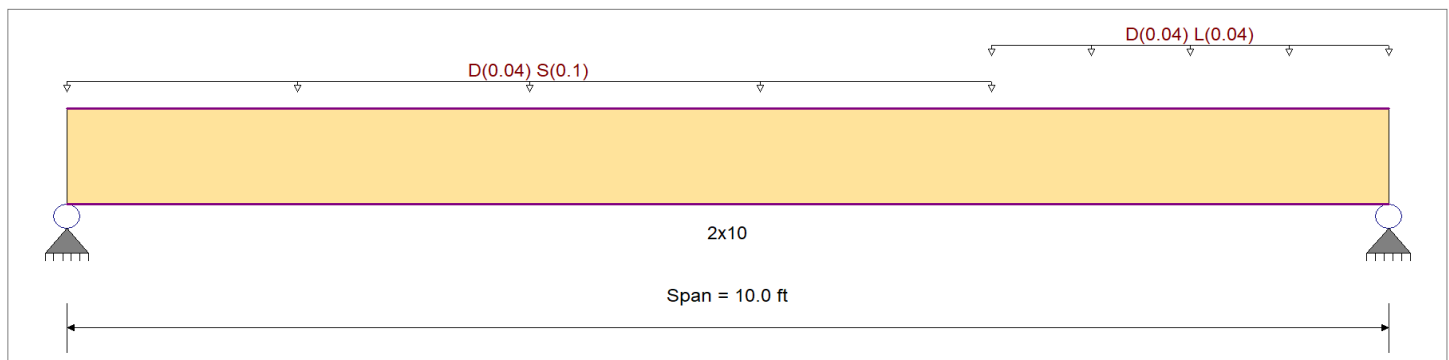 D(0.04) L(0.04)
D(0.04) S(0.1)
2x10
Span = 10.0 ft